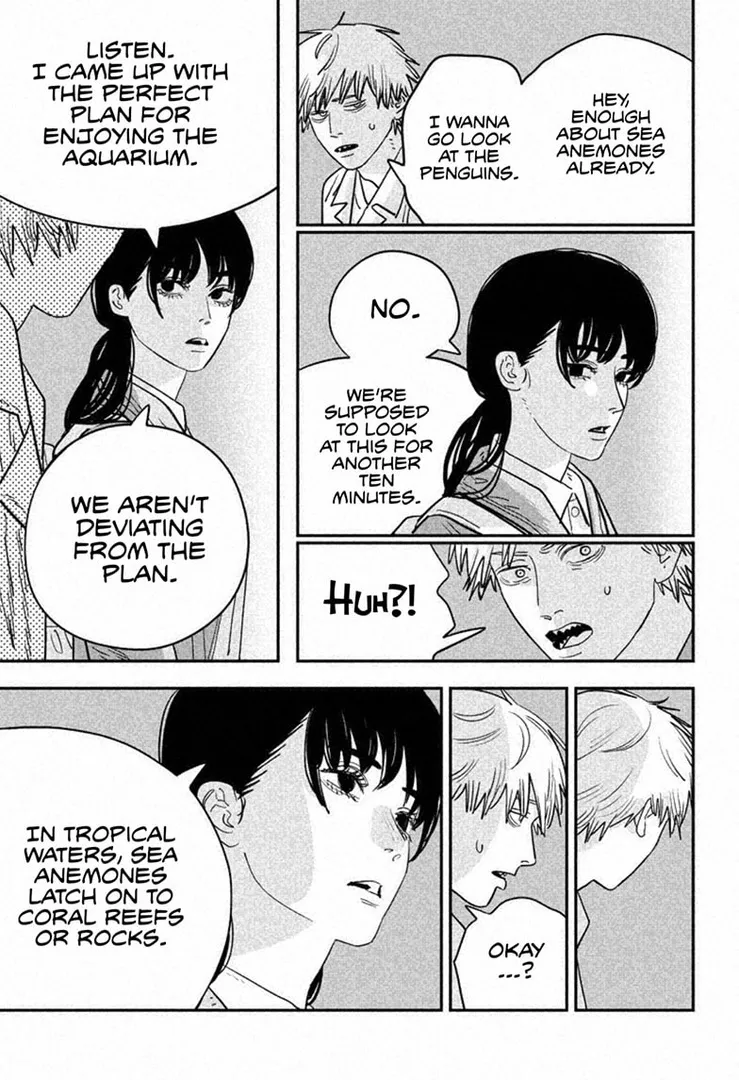 HEY,
ENOUGH
ABOUT SEA
ANEMONES
ALREADY.
I WANNA
GO LOOK
AT THE
PENGUINS.
NO.
WE'RE
SUPPOSED
TO LOOK
AT THIS FOR
ANOTHER
TEN
MINUTES.
HUH?!
LISTEN.
I CAME UP WITH
THE PERFECT
PLAN FOR
ENJOYING THE
AQUARIUM.
WE AREN'T
DEVIATING
FROM THE
PLAN.
OKAY
...?
IN TROPICAL
WATERS, SEA
ANEMONES
LATCH ON TO
CORAL REEFS
OR ROCKS.